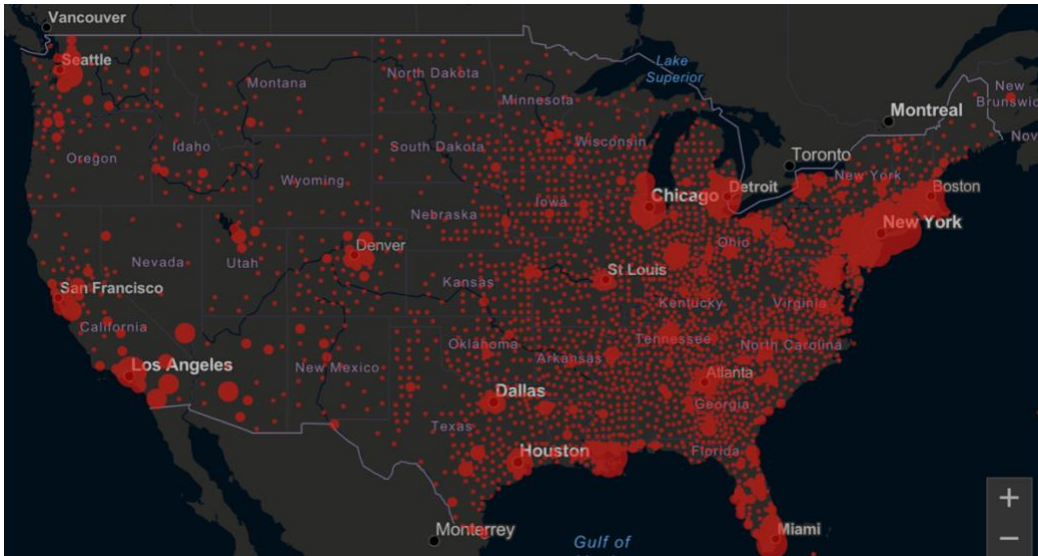 Vancouver
Seattle
Lake
Superior
North Dakota
Montana
Minnesota
New
Brunswic
Montreal
Nov
Wisconsin
Oregon
Idaho
South Dakota
Toronto
New York
Wyoming
Chicago
Detroit
Boston
Iowa
Nebraska
New York
Denver
Ohio
Nevada
Utah
St Louis
Kansas
San Francisco
Kentucky
Virginia
California
Tennessee
North Carolina
Oklahoma
Arkansas
Los Angeles
New Mexico
Atlanta
Dallas
Georgia
Texas
Houston
Florida
Monterrey
Miami
Gulf of
+
−